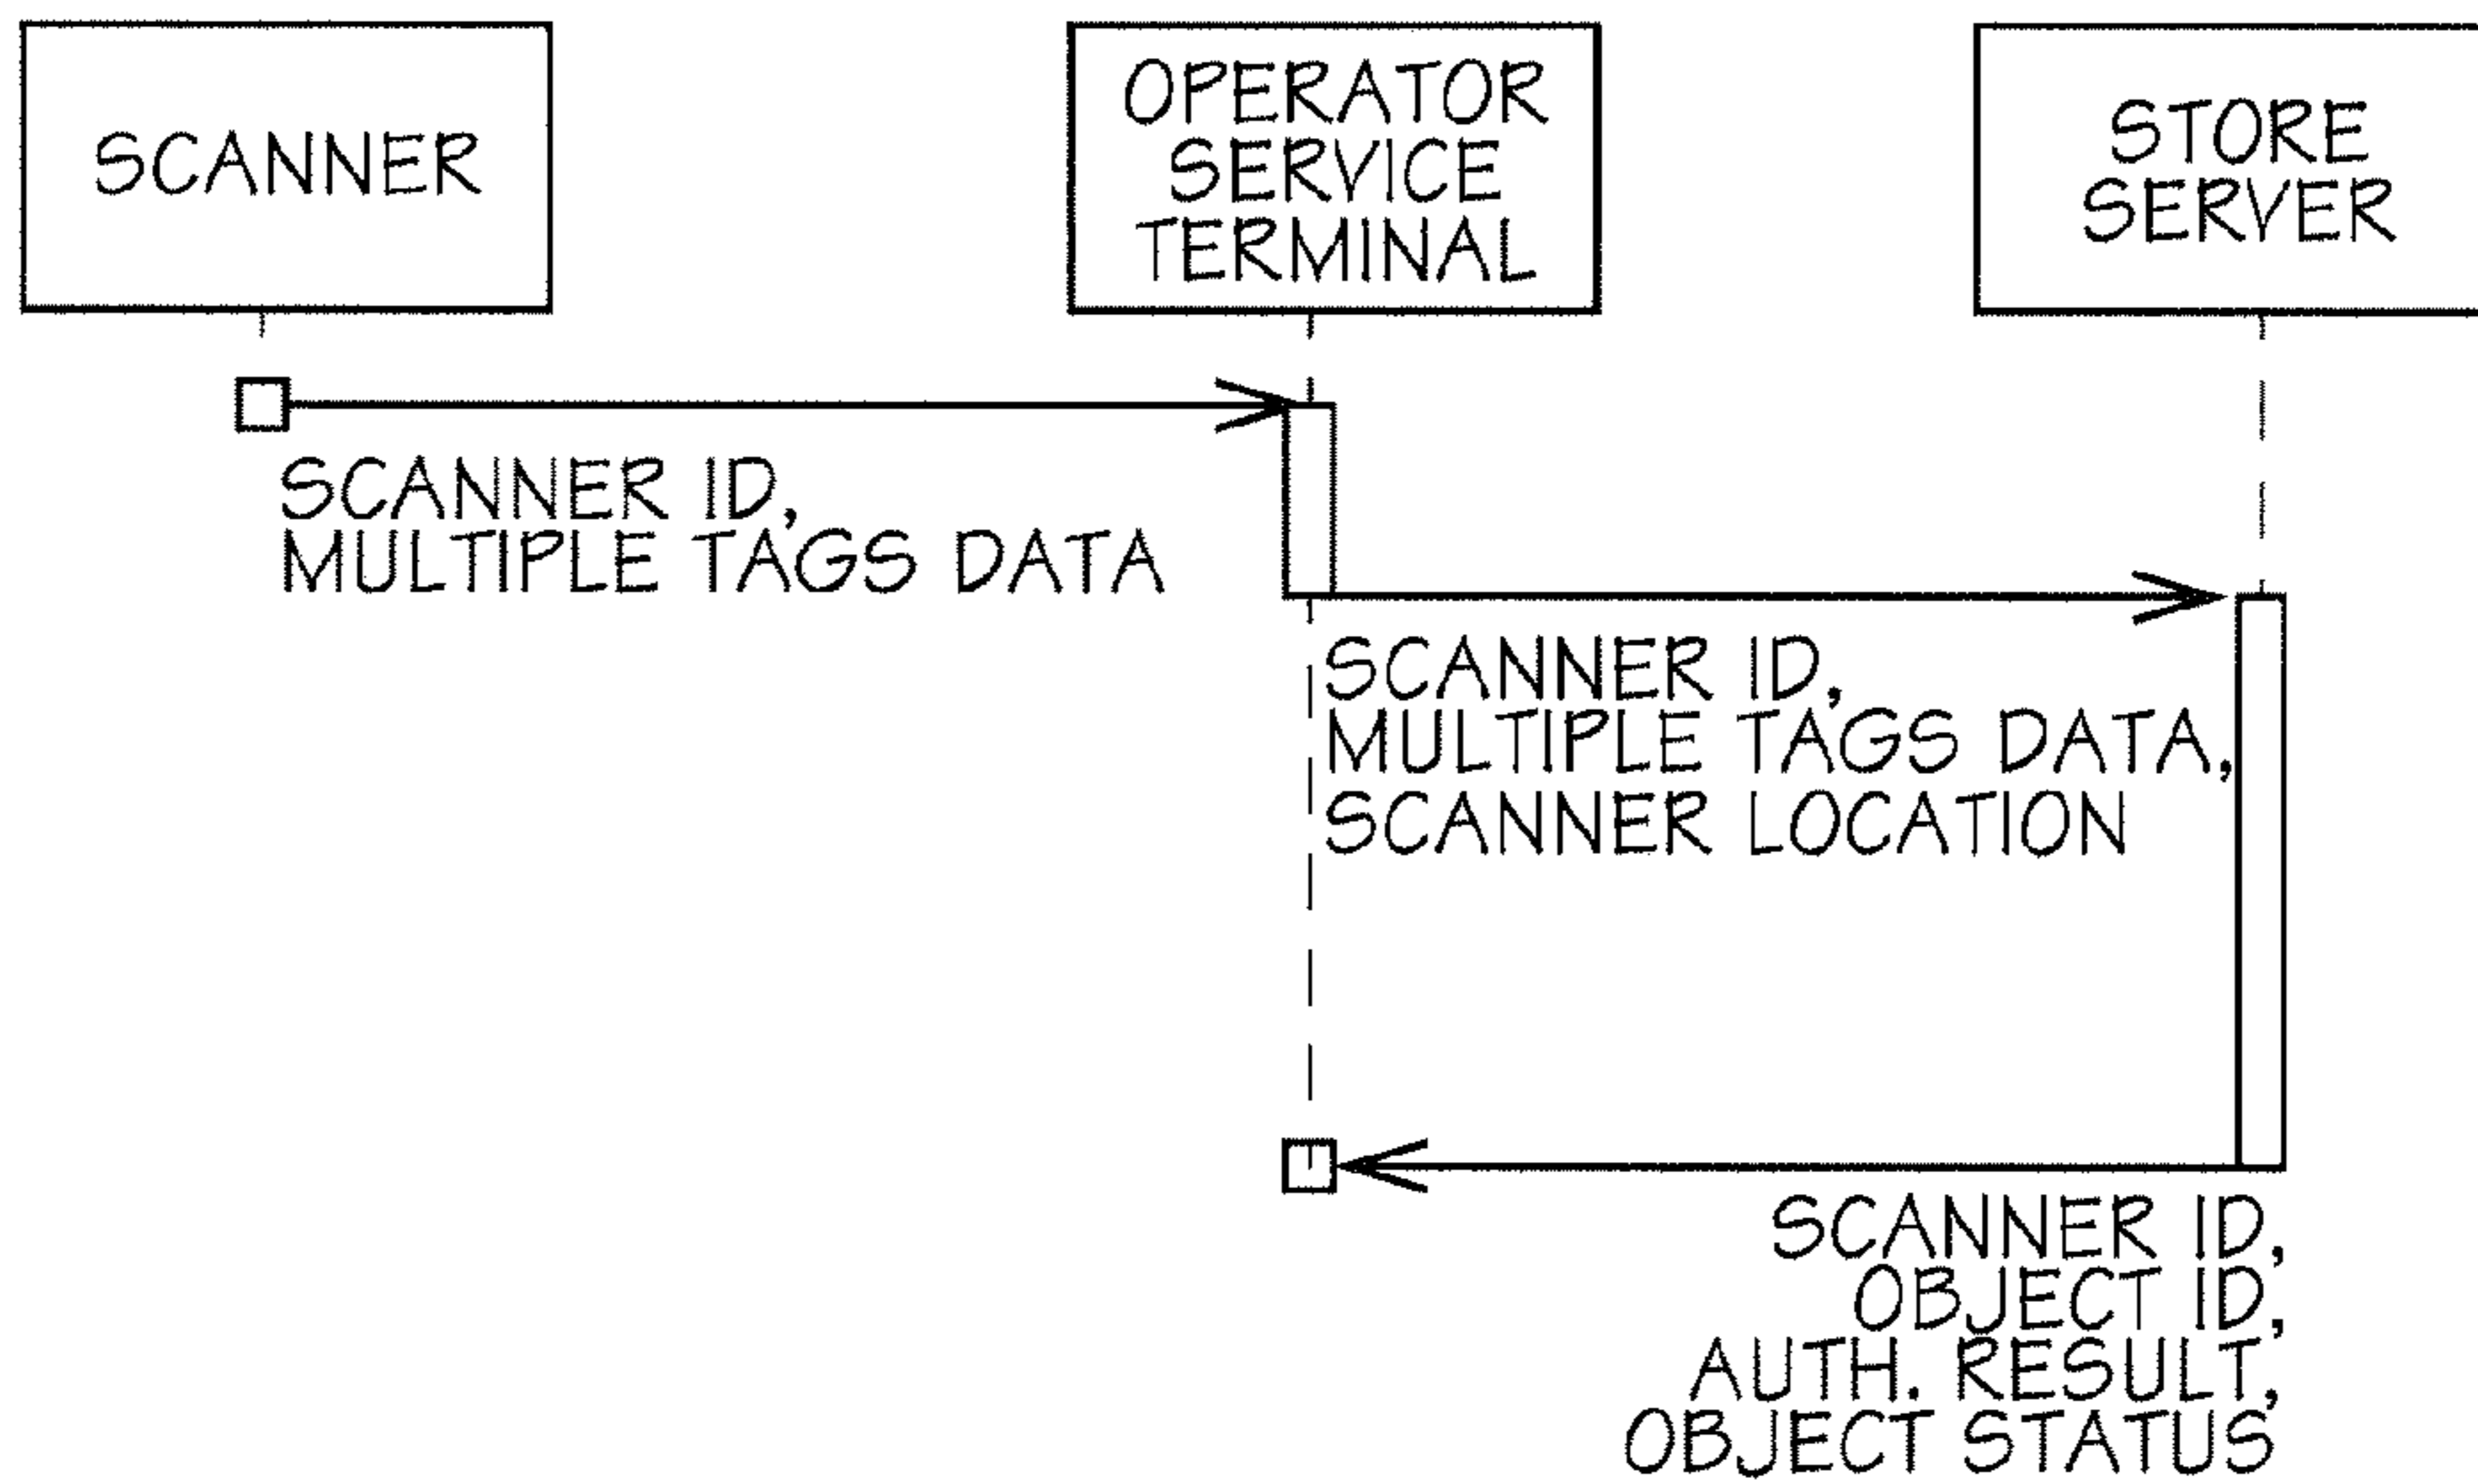 SCANNER
OPERATOR
SERVICE
TERMINAL
STORE
SERVER
SCANNER ID,
MULTIPLE TAGS DATA
SCANNER ID,
MULTIPLE TAGS DATA,
SCANNER LOCATION
SCANNER ID,
OBJECT ID,
AUTH. RESULT,
OBJECT STATUS